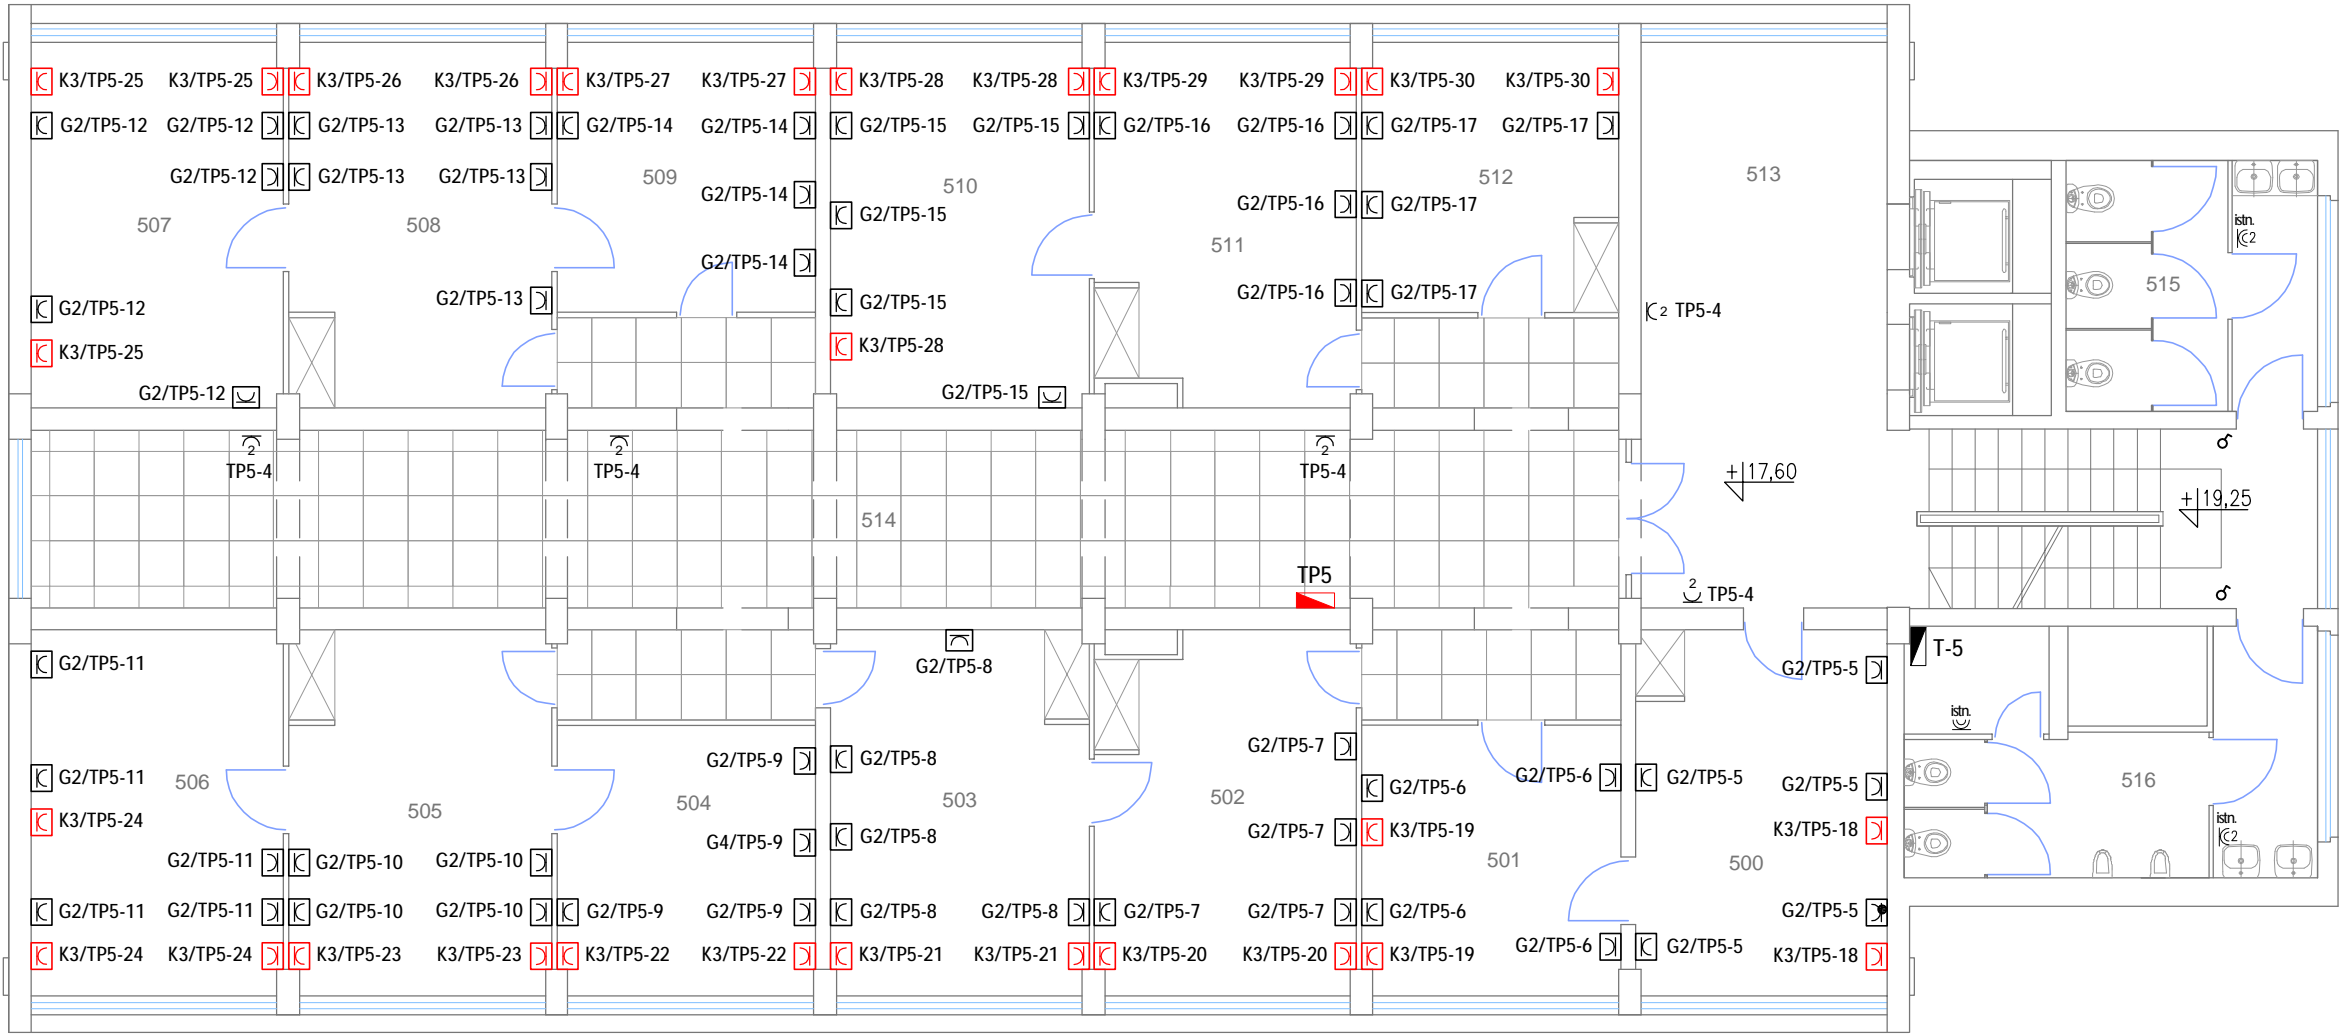 K3/TP5-25 K3/TP5-25 K3/TP5-26 K3/TP5-26 K3/TP5-27 K3/TP5-27 K3/TP5-28 K3/TP5-28 K3/TP5-29 K3/TP5-29 K3/TP5-30 K3/TP5-30
G2/TP5-12 G2/TP5-12 G2/TP5-13 G2/TP5-13 G2/TP5-14 G2/TP5-14 G2/TP5-15 G2/TP5-15 G2/TP5-16 G2/TP5-16 G2/TP5-17 G2/TP5-17
G2/TP5-12 G2/TP5-13 G2/TP5-13 509 510 512 513
G2/TP5-14 G2/TP5-15 G2/TP5-16 G2/TP5-17
507 508 511 istn.
2
G2/TP5-14 515
G2/TP5-12 G2/TP5-13 G2/TP5-15 G2/TP5-16 G2/TP5-17 2 TP5-4
K3/TP5-25 K3/TP5-28
G2/TP5-12 G2/TP5-15
2 2 2
TP5-4 TP5-4 TP5-4 +17,60
514 +19,25
TP5 2 TP5-4
G2/TP5-11 G2/TP5-8 G2/TP5-5 T-5
istn.
G2/TP5-9 G2/TP5-8 G2/TP5-7
G2/TP5-11 506 G2/TP5-6 G2/TP5-6 G2/TP5-5 G2/TP5-5 516
505 504 503 502
K3/TP5-24 G4/TP5-9 G2/TP5-8 G2/TP5-7 K3/TP5-19 K3/TP5-18 istn.
2
G2/TP5-11 G2/TP5-10 G2/TP5-10 501 500
G2/TP5-11 G2/TP5-11 G2/TP5-10 G2/TP5-10 G2/TP5-9 G2/TP5-9 G2/TP5-8 G2/TP5-8 G2/TP5-7 G2/TP5-7 G2/TP5-6 G2/TP5-5
G2/TP5-6 G2/TP5-5
K3/TP5-24 K3/TP5-24 K3/TP5-23 K3/TP5-23 K3/TP5-22 K3/TP5-22 K3/TP5-21 K3/TP5-21 K3/TP5-20 K3/TP5-20 K3/TP5-19 K3/TP5-18